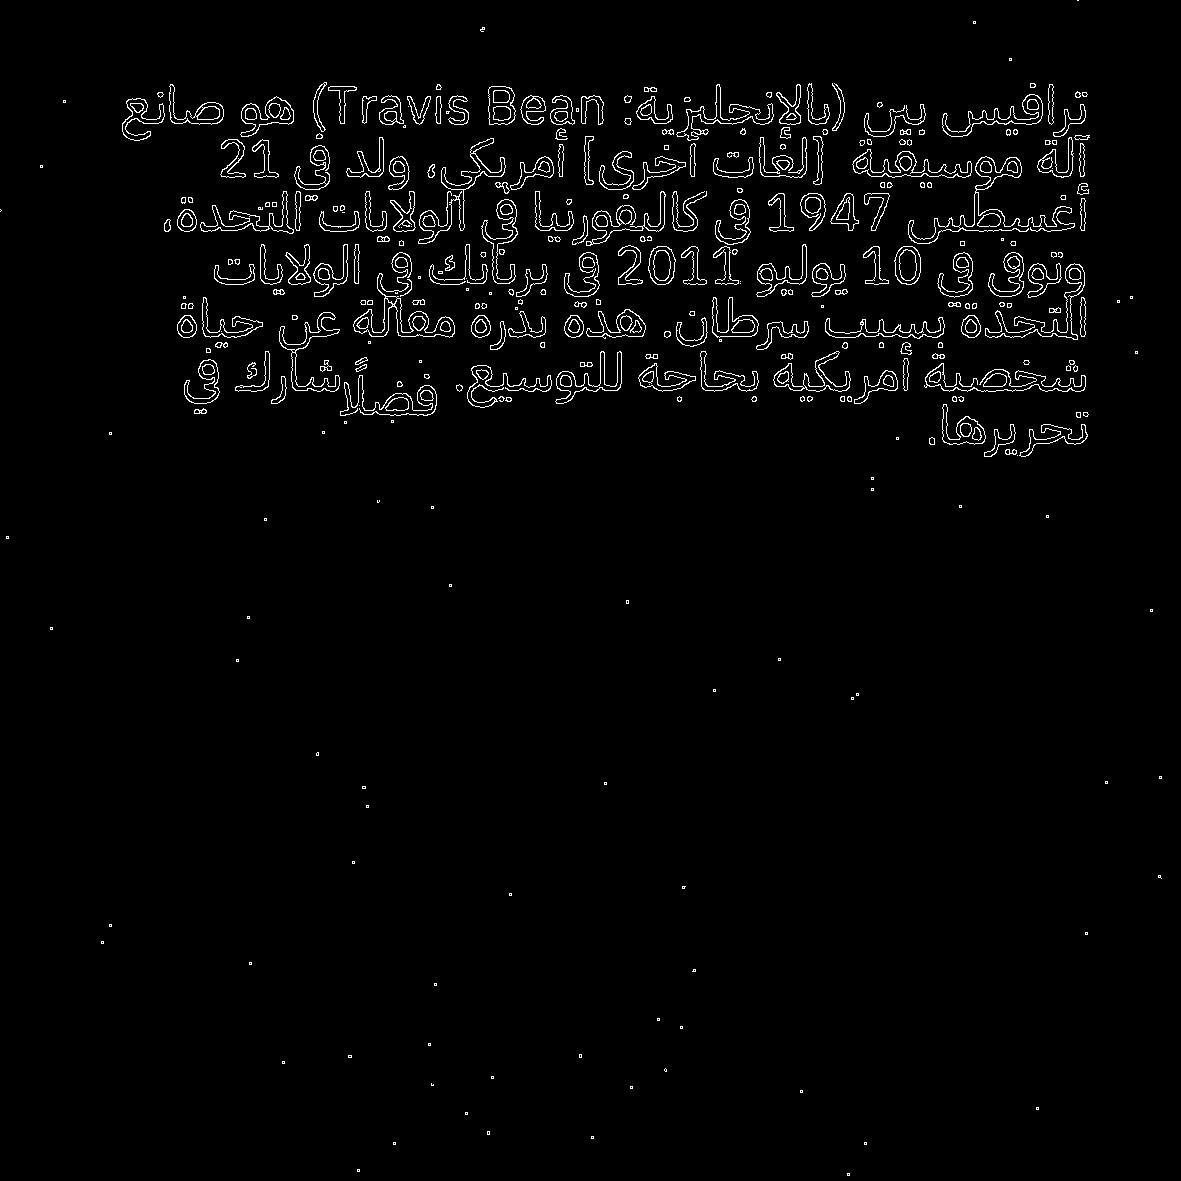 ترافيس بين (بالإنجليزية: Travis Bean) هو صانع
آلة موسيقية [لغات أخرى] أمريكي، ولد في 21
أغسطس 1947 في كاليفورنيا في الولايات المتحدة،
وتوفي في 10 يوليو 2011 في بربانك في الولايات
المتحدة بسبب سرطان. هذه بذرة مقالة عن حياة
شخصية أمريكية بحاجة للتوسيع. فضلًا شارك في
تحريرها.